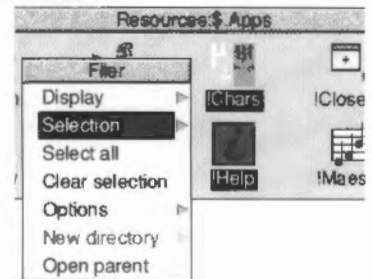 Resources:$.Apps
!Chars
!Close
Filer
Display
Selection
Select all
!Help
!Maes
Clear selection
Options
New directory
Open parent